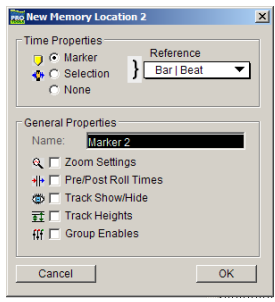 PRO New Memory Location 2
Time Properties
Marker
Selection
None
Reference
Bar|Beat
General Properties
Name: Marker 2
Zoom Settings
Pre/Post Roll Times
Track Show/Hide
Track Heights
Group Enables
Cancel OK